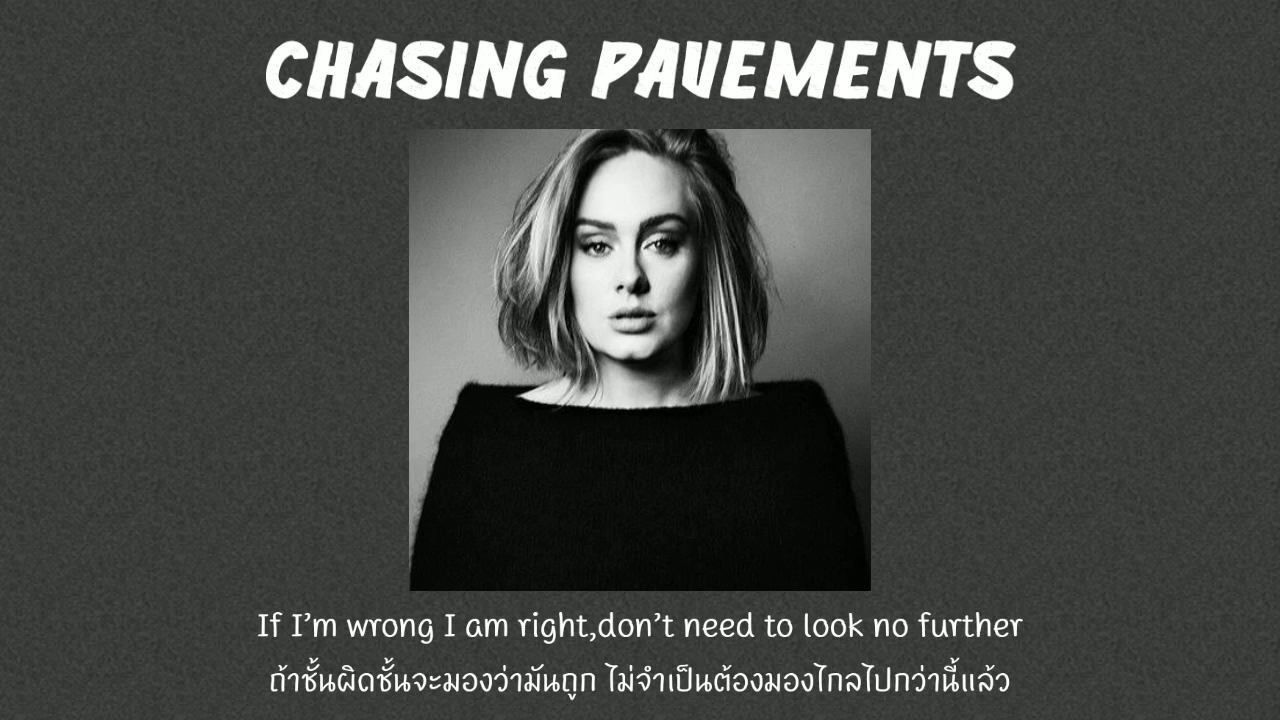 CHASING PAVEMENTS
If I’m wrong I am right,don’t need to look no further
ถ้าชั้นผิดชั้นจะมองว่ามันถูก ไม่จำเป็นต้องมองไกลไปกว่านี้แล้ว